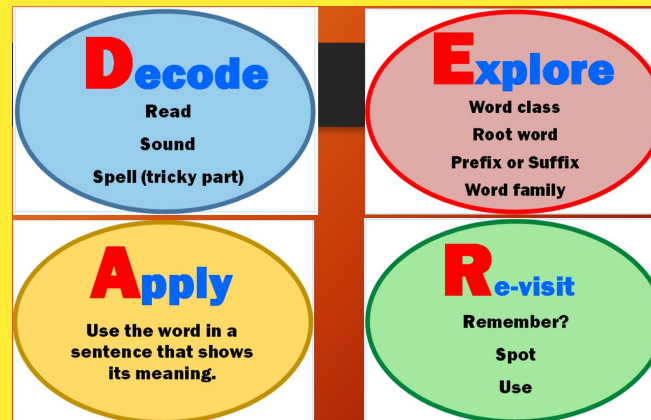 Decode
Read
Sound
Spell (tricky part)
Explore
Word class
Root word
Prefix or Suffix
Word family
Apply
Use the word in a
sentence that shows
its meaning.
Re-visit
Remember?
Spot
Use